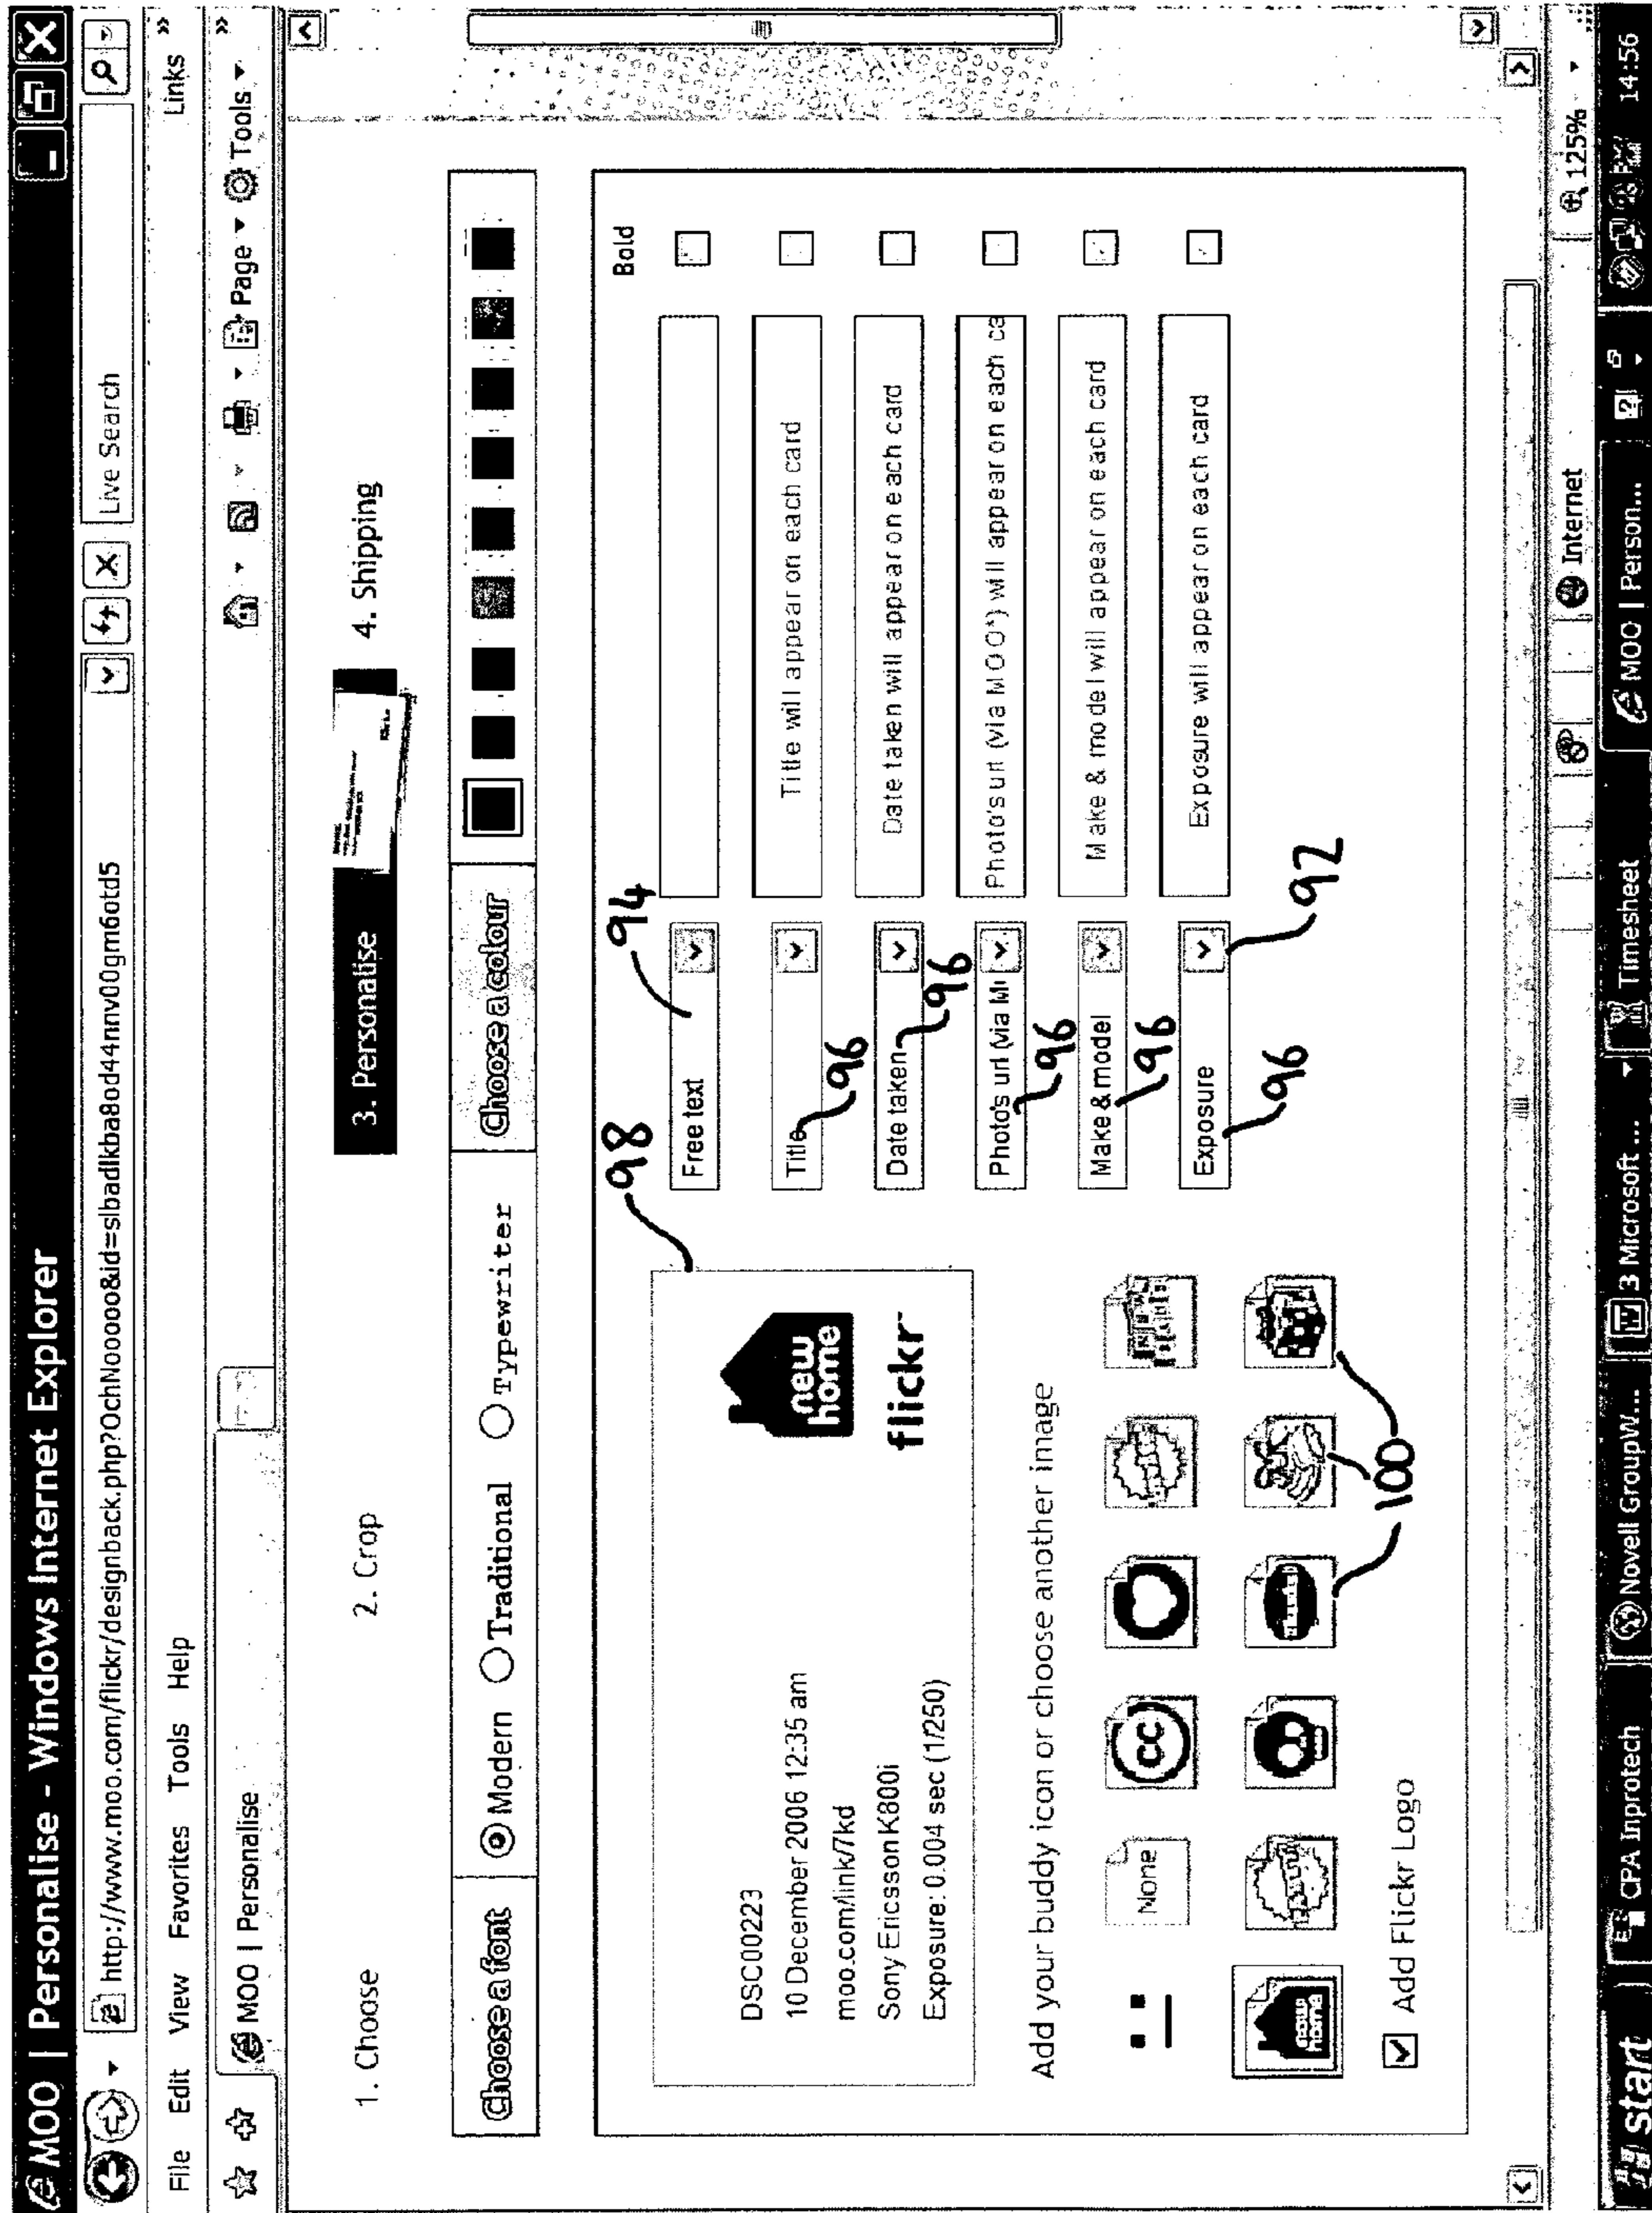 MOO | Personalise - Windows Internet Explorer
http://www.moo.com/flickr/designback.php?OchNooooo&id=slbadlkba8od44nnv00gm6otd5
Live Search
File Edit View Favorites Tools Help
Links »
MOO | Personalise
Page Tools »
1. Choose
2. Crop
3. Personalise
4. Shipping
Choose a font
Modern
Traditional
Typewriter
Choose a colour
98
94
Bold
Free text
Title
Title will appear on each card
96
Date taken
Date taken will appear on each card
96
Photo's url (via M
Photo's url (via MOO*) will appear on each ca
96
Make & model
Make & model will appear on each card
96
Exposure
Exposure will appear on each card
96
92
DSC00223
10 December 2006 12:35 am
moo.com/link/7kd
Sony Ericsson K800i
Exposure: 0.004 sec (1/250)
new
home
flickr
Add your buddy icon or choose another image
None
cc
new
home
100
Add Flickr Logo
Internet
125%
start
CPA Inprotech
Novell GroupW...
3 Microsoft ...
Timesheet
MOO | Person...
14:56